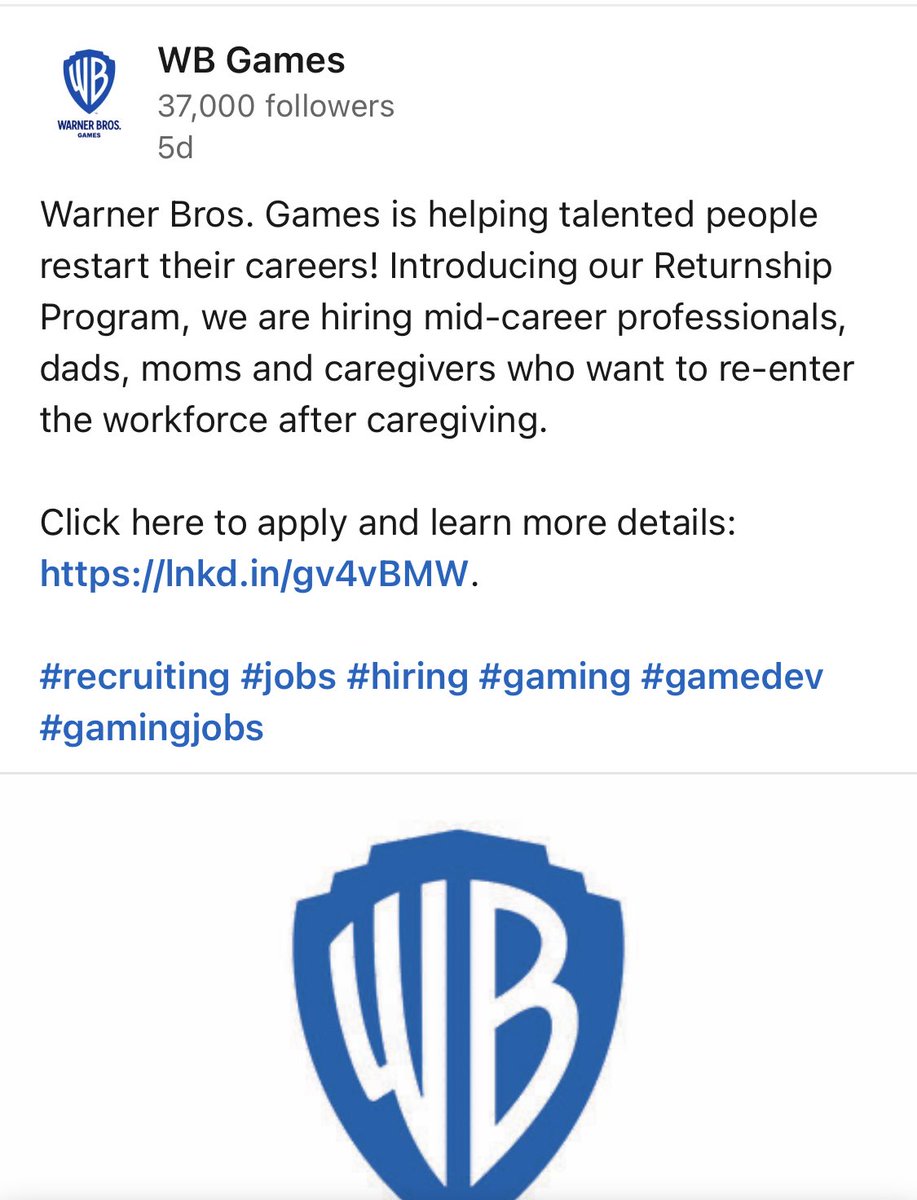 WB Games
37,000 followers
5d
WARNER BROS.
GAMES
Warner Bros. Games is helping talented people
restart their careers! Introducing our Returnship
Program, we are hiring mid-career professionals,
dads, moms and caregivers who want to re-enter
the workforce after caregiving.
Click here to apply and learn more details:
https://lnkd.in/gv4vBMW.
#recruiting #jobs #hiring #gaming #gamedev
#gamingjobs
WB